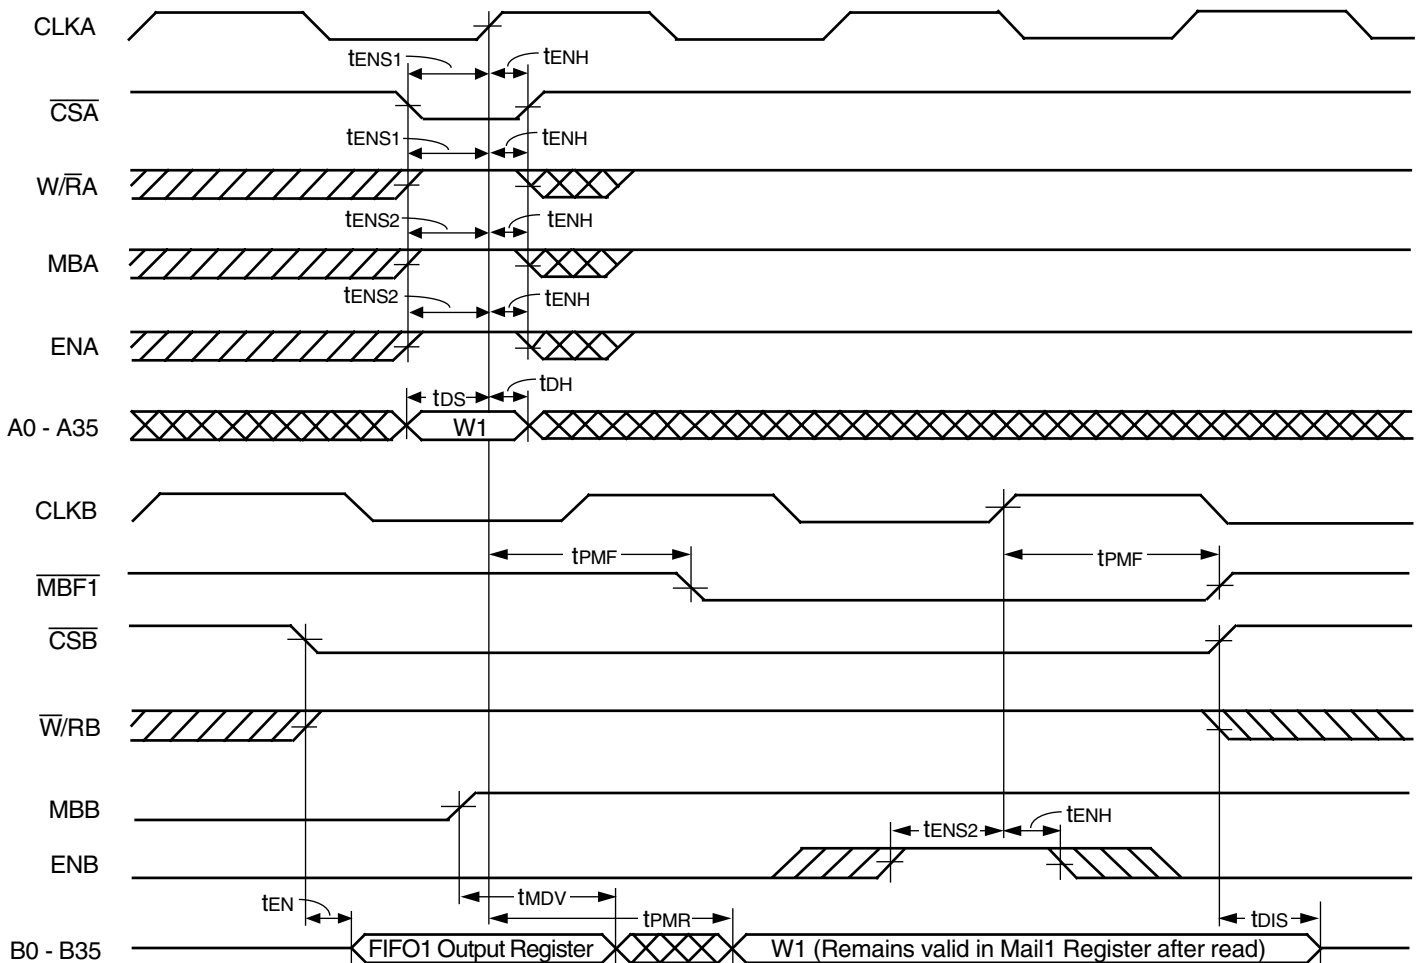 CLKA
tENS1
tENH
CSA
tENS1
tENH
W/RA
tENS2
tENH
MBA
tENS2
tENH
ENA
tDS
tDH
A0 - A35
W1
CLKB
tPMF
tPMF
MBF1
CSB
W/RB
MBB
tENS2
tENH
ENB
tMDV
tEN
tPMR
tDIS
B0 - B35
FIFO1 Output Register
W1 (Remains valid in Mail1 Register after read)